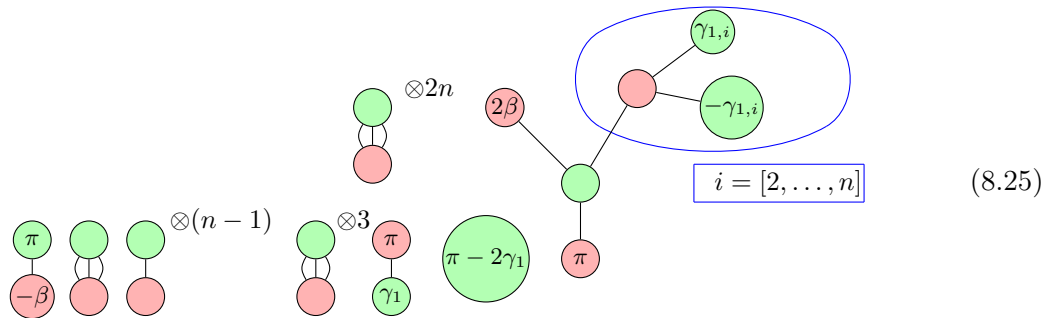 γ₁,ᵢ
⊗2n
2β
−γ₁,ᵢ
i = [2, . . . , n]
(8.25)
⊗(n − 1)
⊗3
π
π
π − 2γ₁
π
−β
γ₁